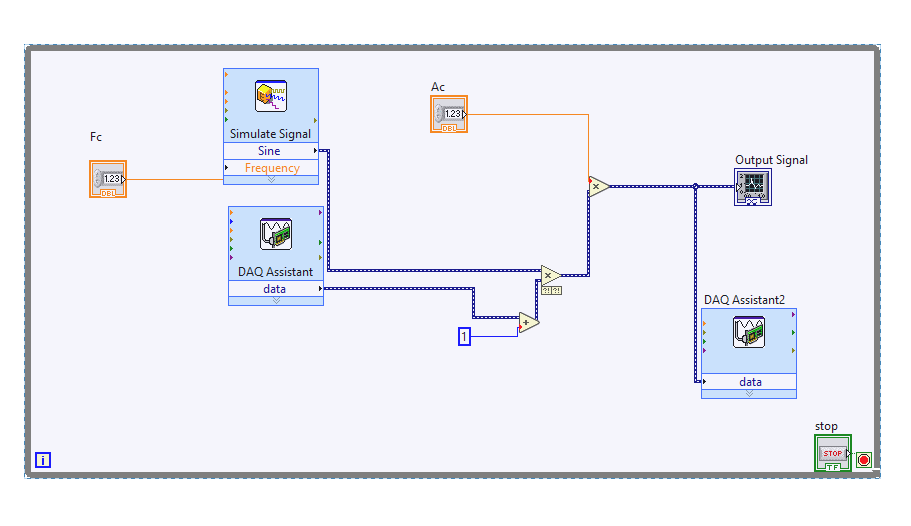 Ac
1.23
DBL
Simulate Signal
Sine
Frequency
Fc
1.23
DBL
Output Signal
DAQ Assistant
data
?! ?!
1
DAQ Assistant2
data
stop
STOP
TF
i